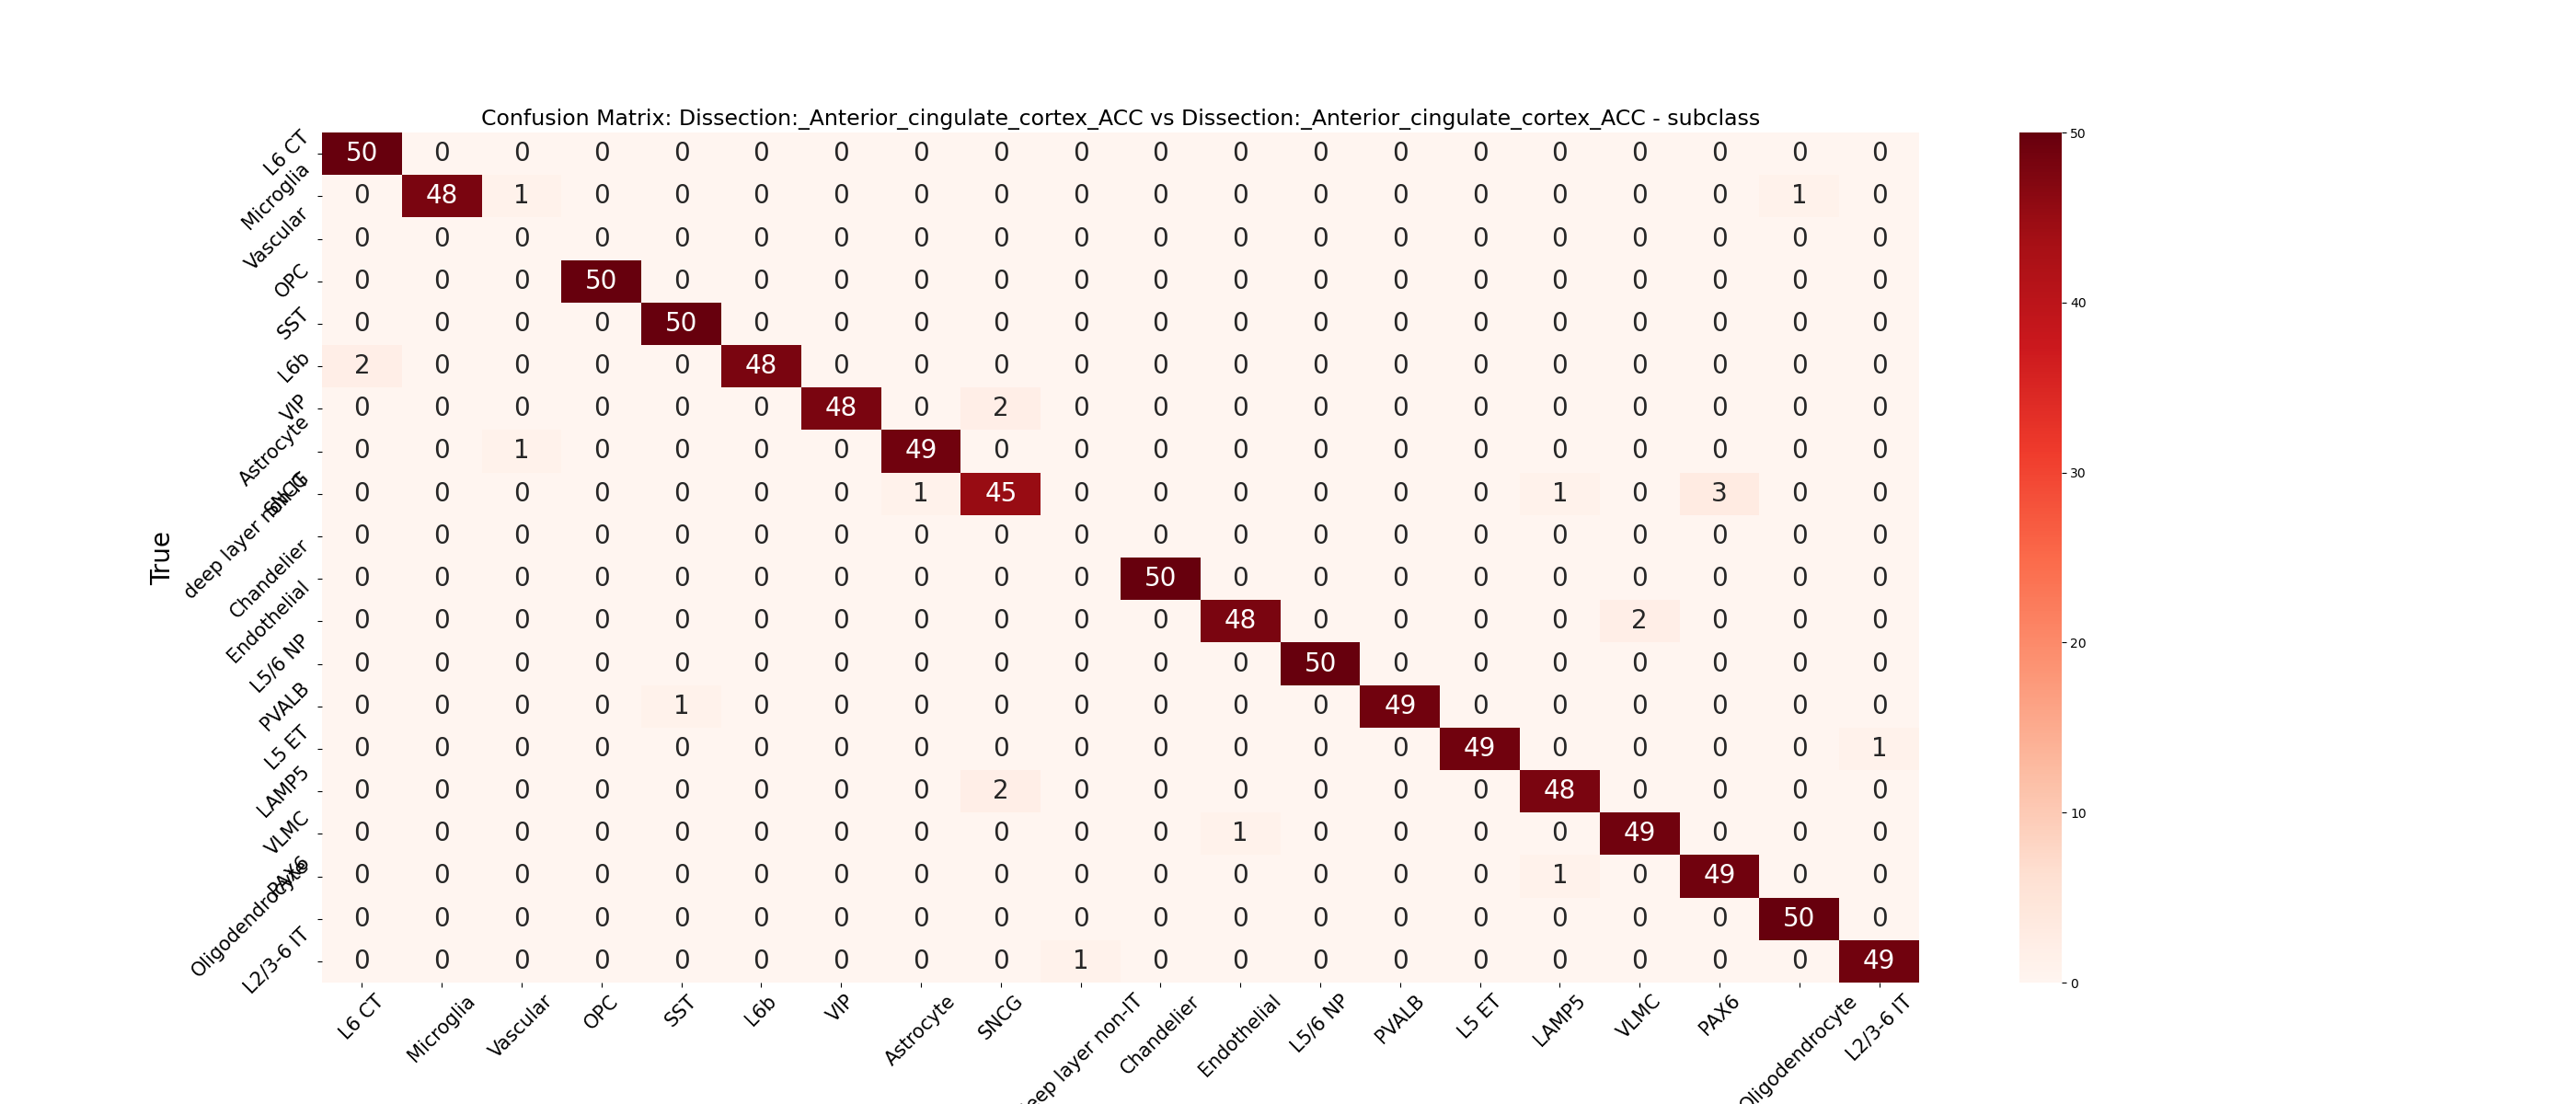 Confusion Matrix: Dissection:_Anterior_cingulate_cortex_ACC vs Dissection:_Anterior_cingulate_cortex_ACC - subclass
True
L6 CT 50 0 0 0 0 0 0 0 0 0 0 0 0 0 0 0 0 0 0 0
Microglia 0 48 1 0 0 0 0 0 0 0 0 0 0 0 0 0 0 0 1 0
Vascular 0 0 0 0 0 0 0 0 0 0 0 0 0 0 0 0 0 0 0 0
OPC 0 0 0 50 0 0 0 0 0 0 0 0 0 0 0 0 0 0 0 0
SST 0 0 0 0 50 0 0 0 0 0 0 0 0 0 0 0 0 0 0 0
L6b 2 0 0 0 0 48 0 0 0 0 0 0 0 0 0 0 0 0 0 0
VIP 0 0 0 0 0 0 48 0 2 0 0 0 0 0 0 0 0 0 0 0
Astrocyte 0 0 1 0 0 0 0 49 0 0 0 0 0 0 0 0 0 0 0 0
SNCG 0 0 0 0 0 0 0 1 45 0 0 0 0 0 0 1 0 3 0 0
deep layer non-IT 0 0 0 0 0 0 0 0 0 0 0 0 0 0 0 0 0 0 0 0
Chandelier 0 0 0 0 0 0 0 0 0 0 50 0 0 0 0 0 0 0 0 0
Endothelial 0 0 0 0 0 0 0 0 0 0 0 48 0 0 0 0 2 0 0 0
L5/6 NP 0 0 0 0 0 0 0 0 0 0 0 0 50 0 0 0 0 0 0 0
PVALB 0 0 0 0 1 0 0 0 0 0 0 0 0 49 0 0 0 0 0 0
L5 ET 0 0 0 0 0 0 0 0 0 0 0 0 0 0 49 0 0 0 0 1
LAMP5 0 0 0 0 0 0 0 0 2 0 0 0 0 0 0 48 0 0 0 0
VLMC 0 0 0 0 0 0 0 0 0 0 0 1 0 0 0 0 49 0 0 0
PAX6 0 0 0 0 0 0 0 0 0 0 0 0 0 0 0 1 0 49 0 0
Oligodendrocyte 0 0 0 0 0 0 0 0 0 0 0 0 0 0 0 0 0 0 50 0
L2/3-6 IT 0 0 0 0 0 0 0 0 0 1 0 0 0 0 0 0 0 0 0 49
L6 CT Microglia Vascular OPC SST L6b VIP Astrocyte SNCG eep layer non-IT Chandelier Endothelial L5/6 NP PVALB L5 ET LAMP5 VLMC PAX6 Oligodendrocyte L2/3-6 IT
50
40
30
20
10
0